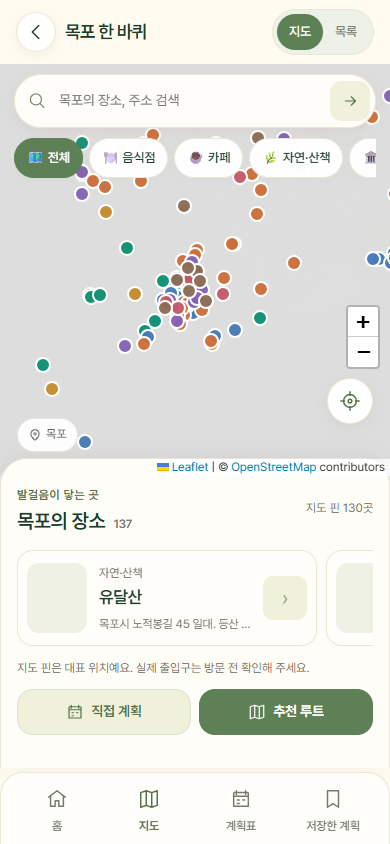 목포 한 바퀴
지도 목록
목포의 장소, 주소 검색
전체 음식점 카페 자연·산책
+
−
목포
Leaflet | © OpenStreetMap contributors
발걸음이 닿는 곳
목포의 장소 137
지도 핀 130곳
자연·산책
유달산
목포시 노적봉길 45 일대. 등산 ...
지도 핀은 대표 위치예요. 실제 출입구는 방문 전 확인해 주세요.
직접 계획 추천 루트
홈 지도 계획표 저장한 계획